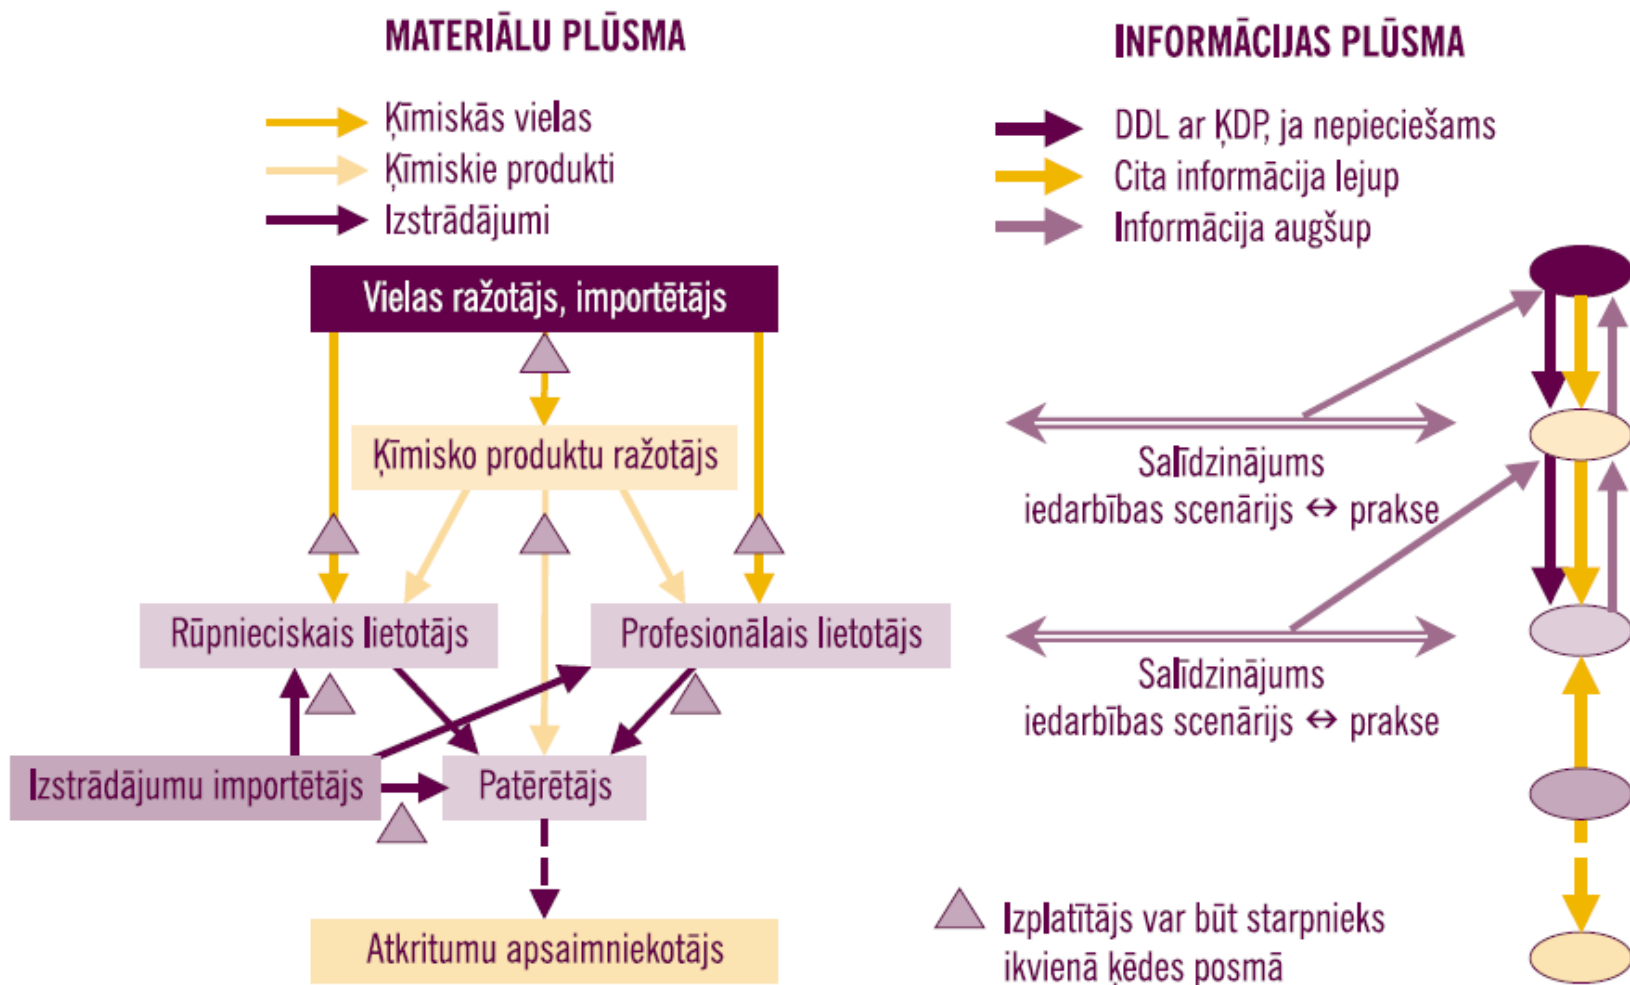 MATERIĀLU PLŪSMA
Ķīmiskās vielas
Ķīmiskie produkti
Izstrādājumi
Vielas ražotājs, importētājs
Ķīmisko produktu ražotājs
Rūpnieciskais lietotājs
Profesionālais lietotājs
Izstrādājumu importētājs
Patērētājs
Atkritumu apsaimniekotājs
INFORMĀCIJAS PLŪSMA
DDL ar ĶDP, ja nepieciešams
Cita informācija lejup
Informācija augšup
Salīdzinājums
iedarbības scenārijs ↔ prakse
Salīdzinājums
iedarbības scenārijs ↔ prakse
Izplatītājs var būt starpnieks
ikvienā ķēdes posmā